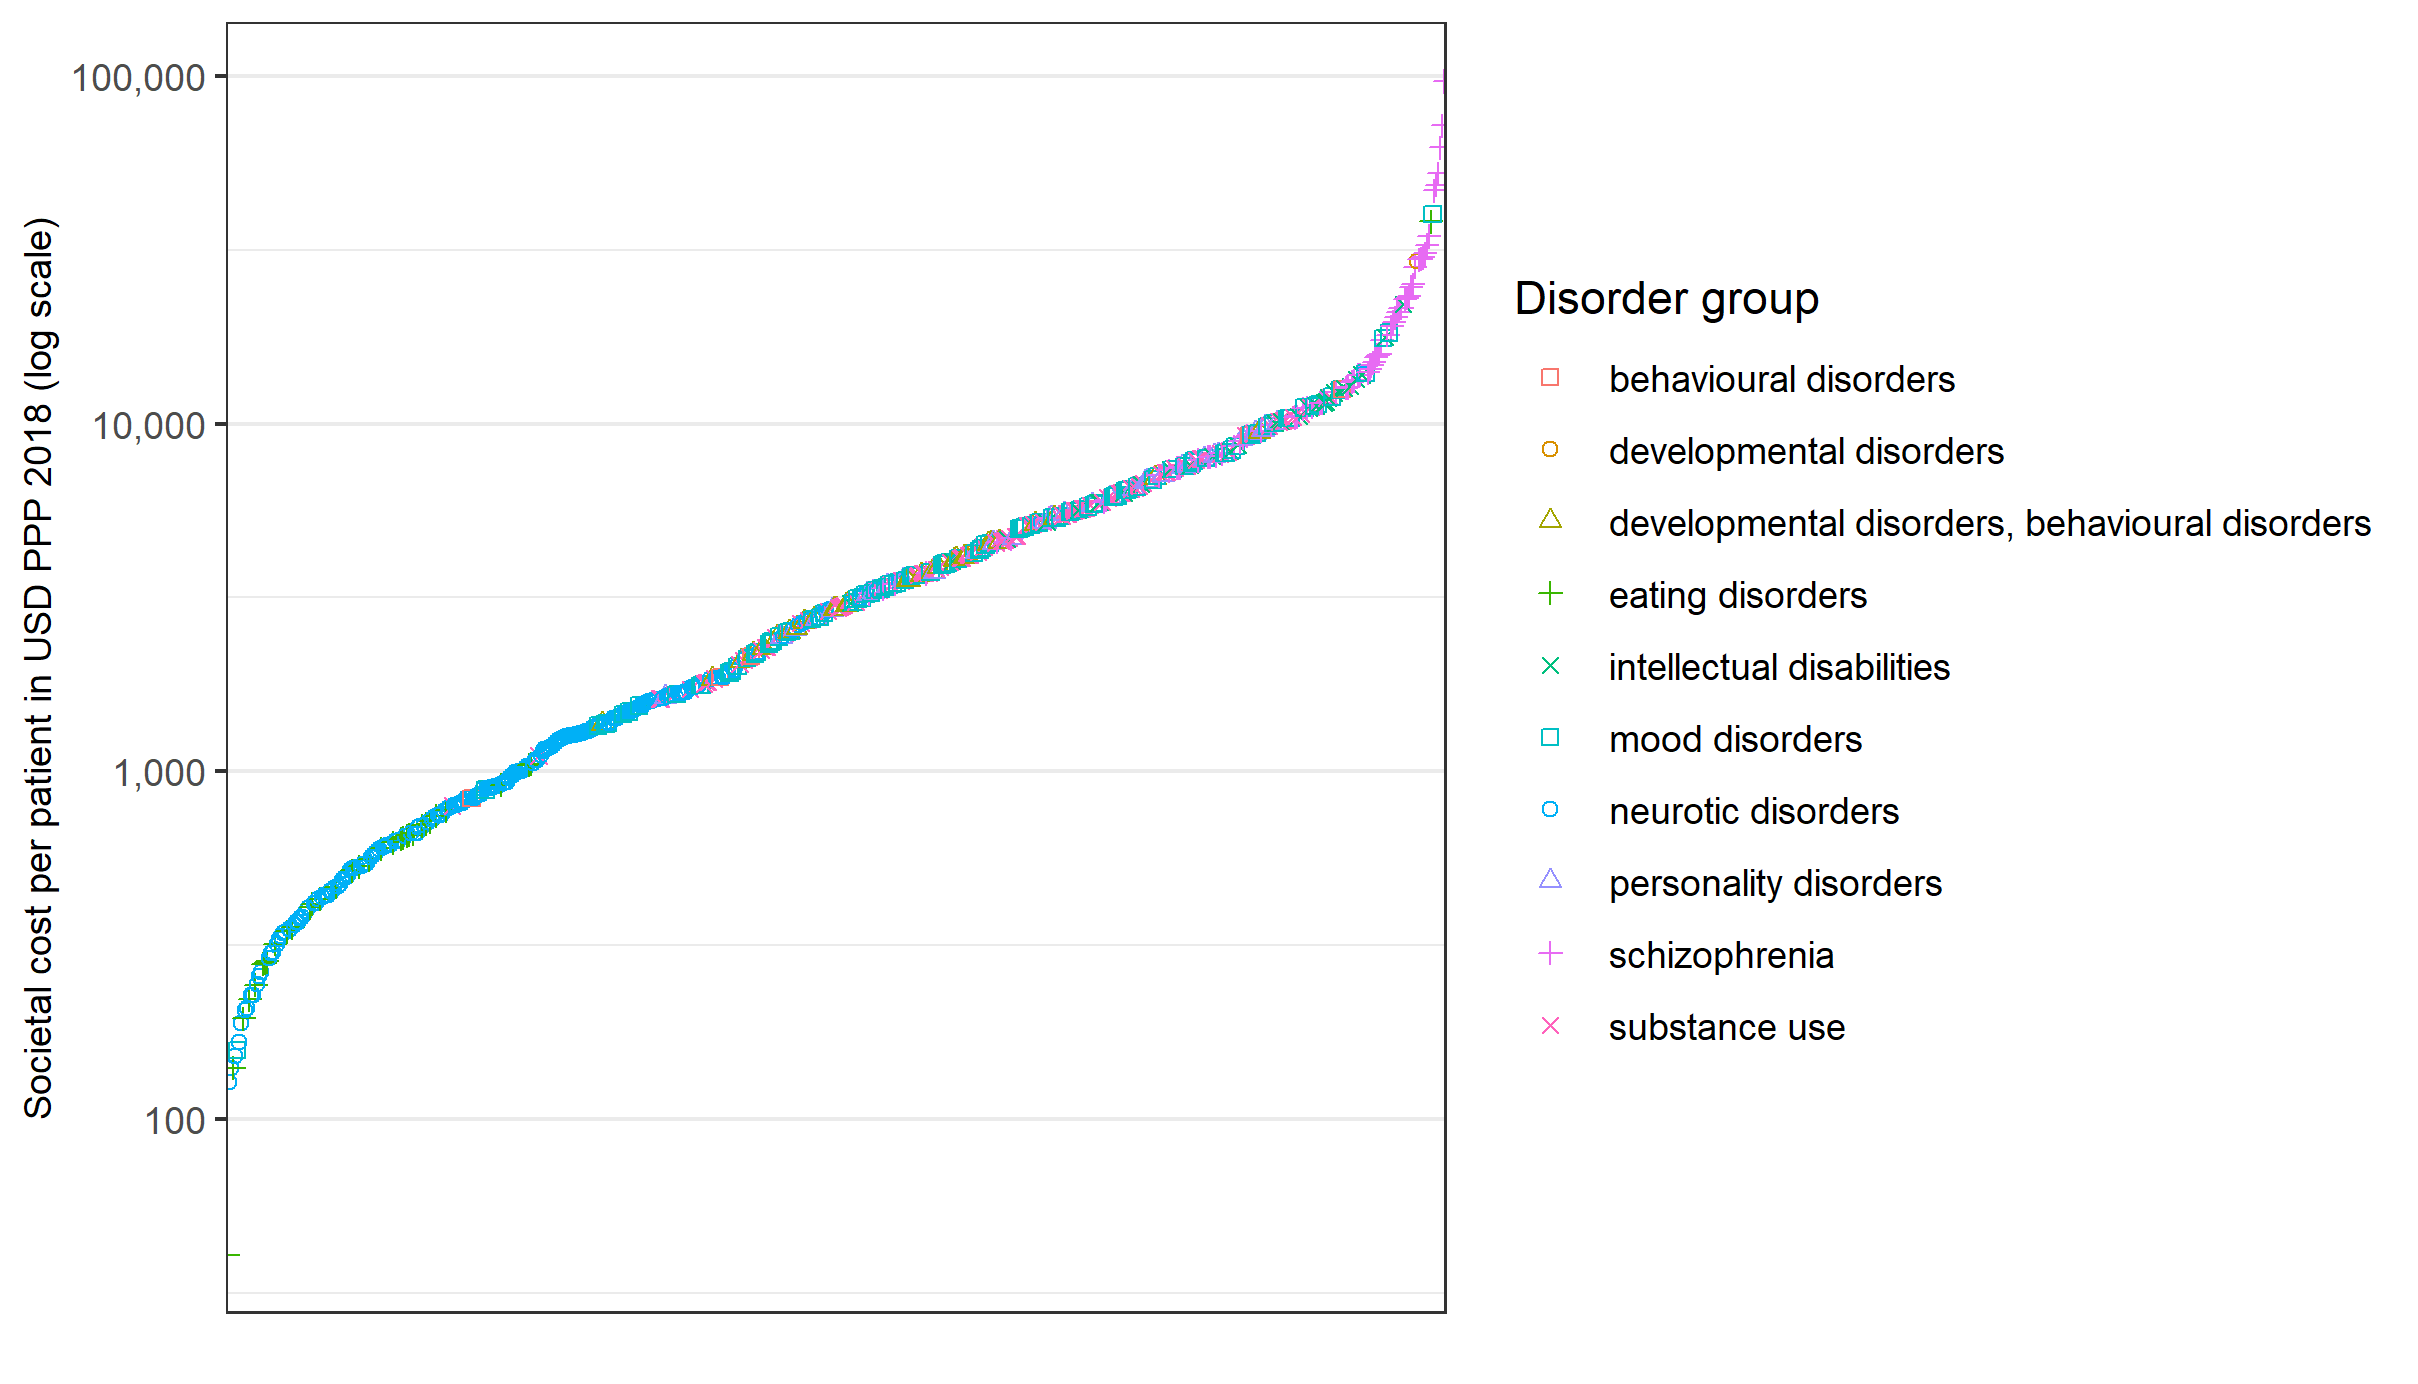 Societal cost per patient in USD PPP 2018 (log scale)
100,000
10,000
1,000
100
Disorder group
behavioural disorders
developmental disorders
developmental disorders, behavioural disorders
eating disorders
intellectual disabilities
mood disorders
neurotic disorders
personality disorders
schizophrenia
substance use